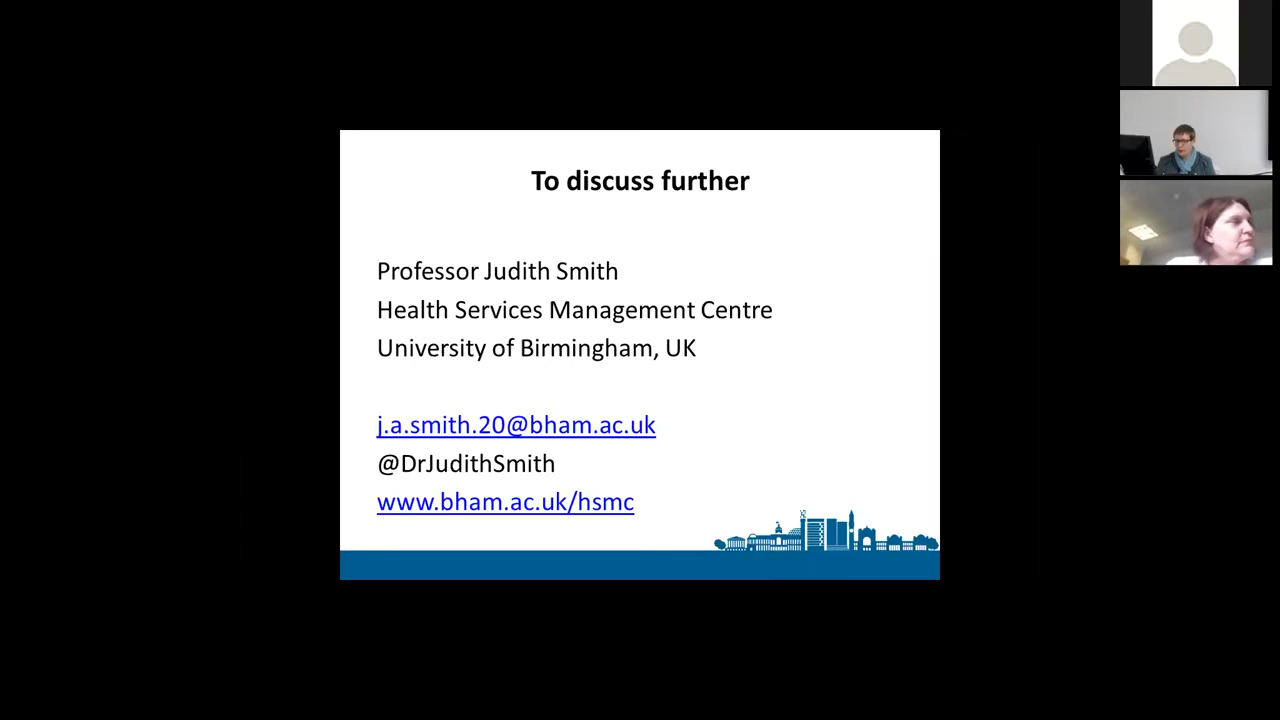 To discuss further
Professor Judith Smith
Health Services Management Centre
University of Birmingham, UK
j.a.smith.20@bham.ac.uk
@DrJudithSmith
www.bham.ac.uk/hsmc